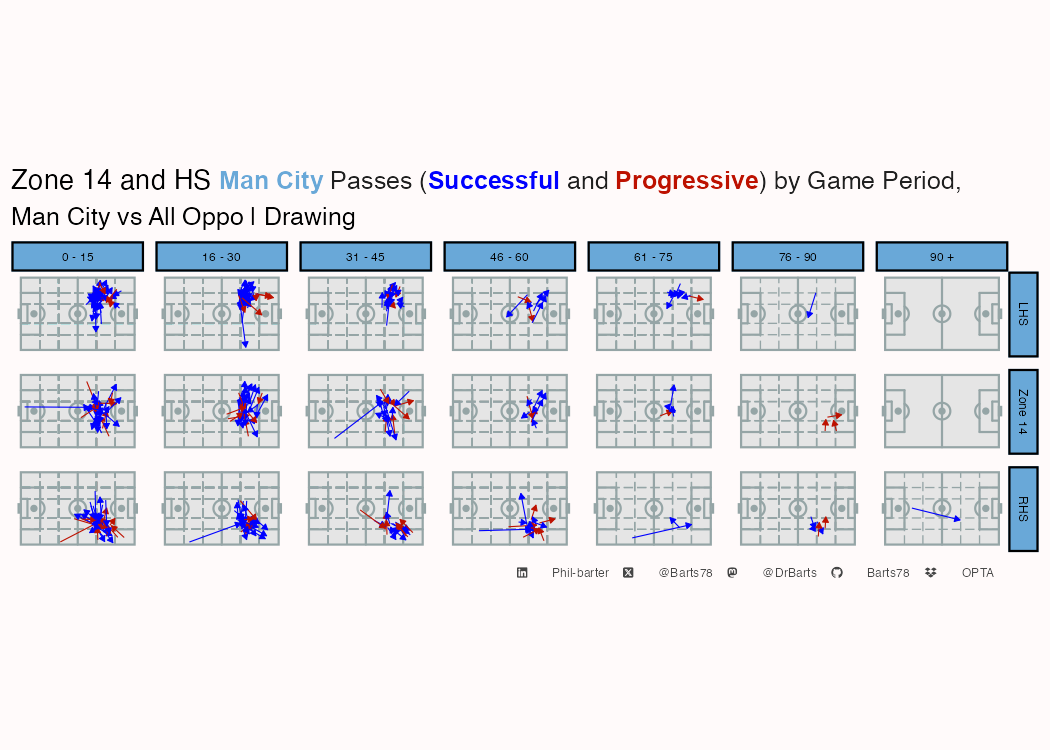 Zone 14 and HS Man City Passes (Successful and Progressive) by Game Period,
Man City vs All Oppo | Drawing
0 - 15
16 - 30
31 - 45
46 - 60
61 - 75
76 - 90
90 +
LHS
Zone 14
RHS
Phil-barter @Barts78 @DrBarts Barts78 OPTA